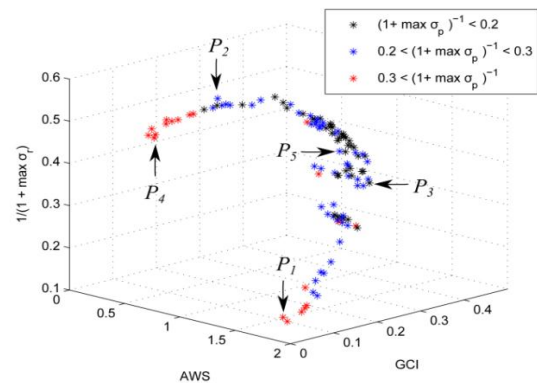 (1+ max σp )−1 < 0.2
0.2 < (1+ max σp )−1 < 0.3
0.3 < (1+ max σp )−1
P2
0.6
0.5
0.4
0.3
0.2
0.1
1/(1 + max σr)
P5
P3
P4
P1
0
0.5
1
1.5
2
AWS
0
0.1
0.2
0.3
0.4
GCI